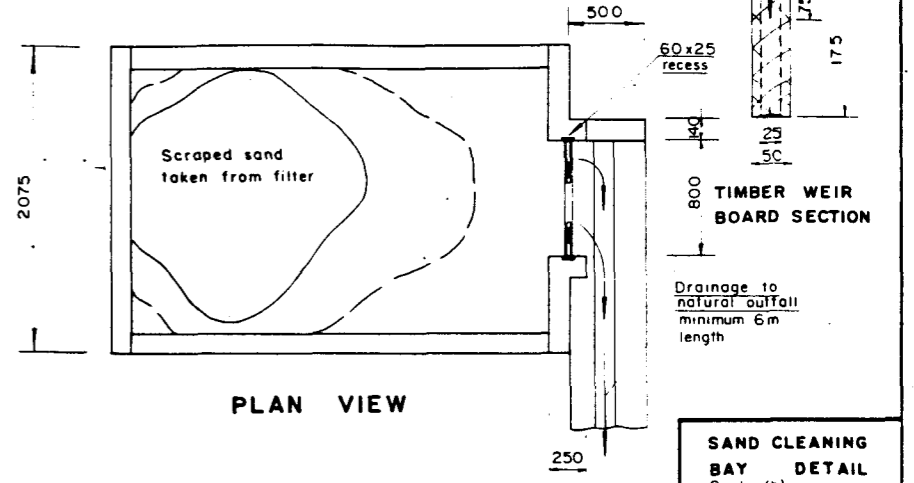 500
60x25
recess
75
175
Scraped sand
taken from filter
2075
140
800
25
50
TIMBER WEIR
BOARD SECTION
Drainage to
natural outfall
minimum 6m
length
PLAN VIEW
250
SAND CLEANING
BAY DETAIL